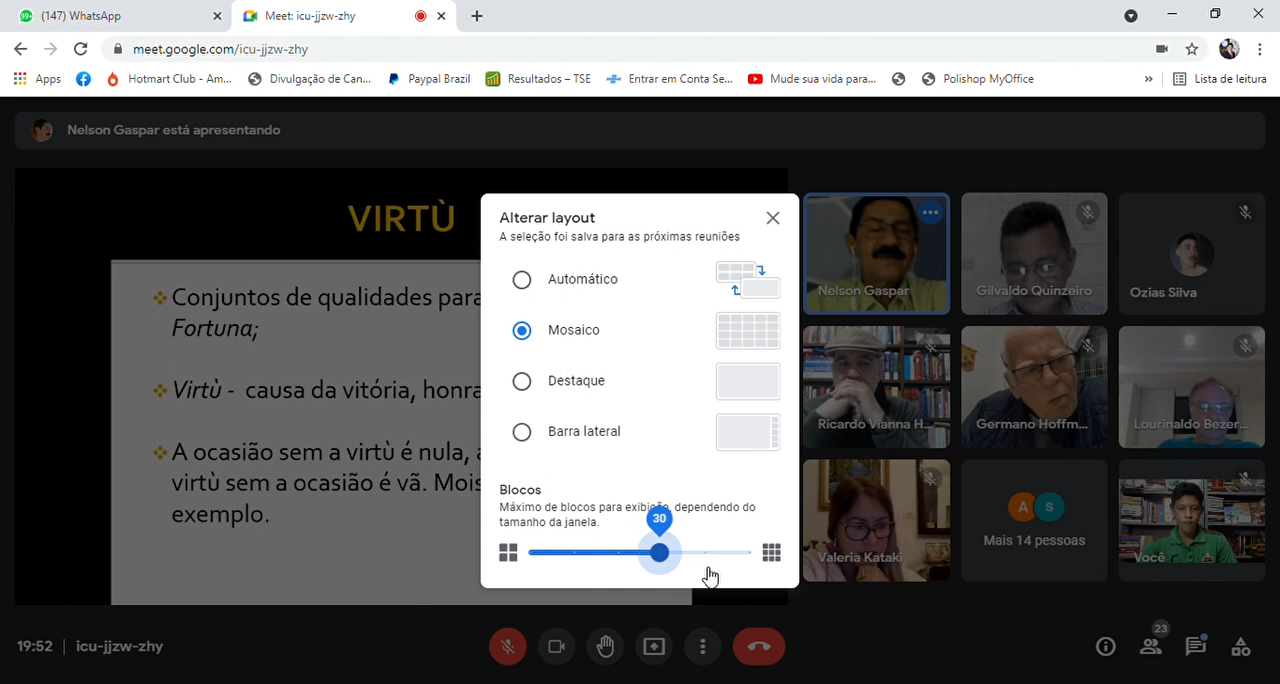 99+ (147) WhatsApp
Meet: icu-jjzw-zhy
meet.google.com/icu-jjzw-zhy
Apps
Hotmart Club - Am...
Divulgação de Can...
Paypal Brazil
Resultados – TSE
Entrar em Conta Se...
Mude sua vida para...
Polishop MyOffice
»
Lista de leitura
Nelson Gaspar está apresentando
VIRTÙ
Conjuntos de qualidades para
Fortuna;
Virtù - causa da vitória, honra
A ocasião sem a virtù é nula,
virtù sem a ocasião é vã. Mois
exemplo.
Alterar layout
A seleção foi salva para as próximas reuniões
Automático
Mosaico
Destaque
Barra lateral
Blocos
Máximo de blocos para exibição, dependendo do
tamanho da janela.
30
Nelson Gaspar
Gilvaldo Quinzeiro
Ozias Silva
Ricardo Vianna H...
Germano Hoffm...
Lourinaldo Bezer...
Valeria Kataki
A S
Mais 14 pessoas
Você
19:52 | icu-jjzw-zhy
23